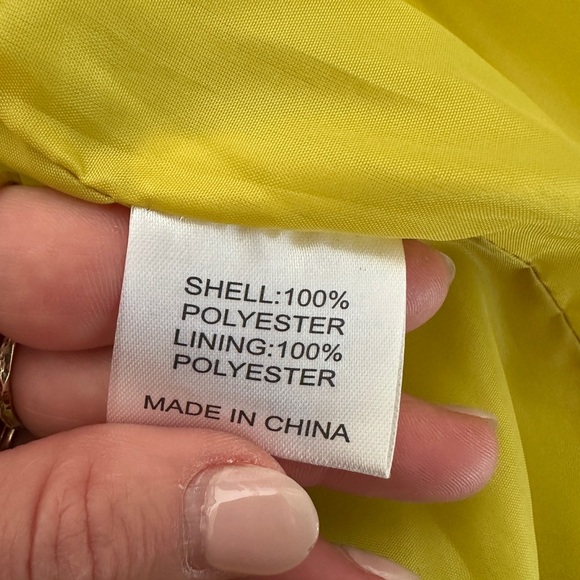 SHELL:100%
POLYESTER
LINING:100%
POLYESTER
MADE IN CHINA